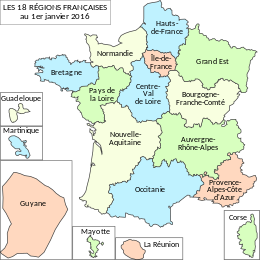 LES 18 RÉGIONS FRANÇAISES
au 1er janvier 2016
Hauts-
de-France
Normandie
Île-de-
France
Grand Est
Bretagne
Pays de
la Loire
Centre-
Val
de Loire
Bourgogne-
Franche-Comté
Guadeloupe
Martinique
Nouvelle-
Aquitaine
Auvergne-
Rhône-Alpes
Guyane
Occitanie
Provence-
Alpes-Côte
d'Azur
Mayotte
La Réunion
Corse